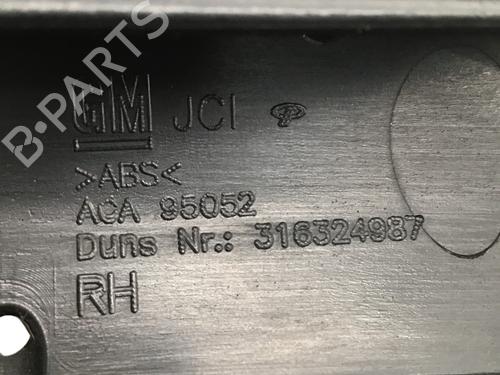 GM JCI
>ABS<
ACA 95052
Duns Nr.: 316324987
RH
B-PARTS